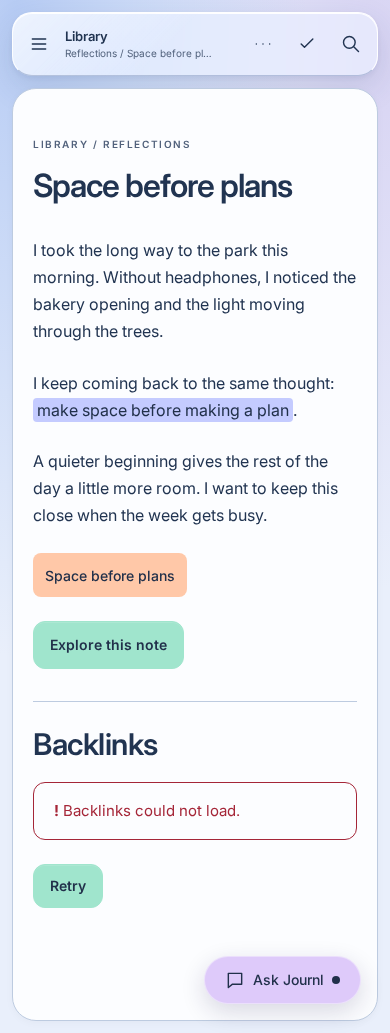 Library
Reflections / Space before pl...
LIBRARY / REFLECTIONS
Space before plans
I took the long way to the park this
morning. Without headphones, I noticed the
bakery opening and the light moving
through the trees.
I keep coming back to the same thought:
make space before making a plan.
A quieter beginning gives the rest of the
day a little more room. I want to keep this
close when the week gets busy.
Space before plans
Explore this note
Backlinks
! Backlinks could not load.
Retry
Ask Journl